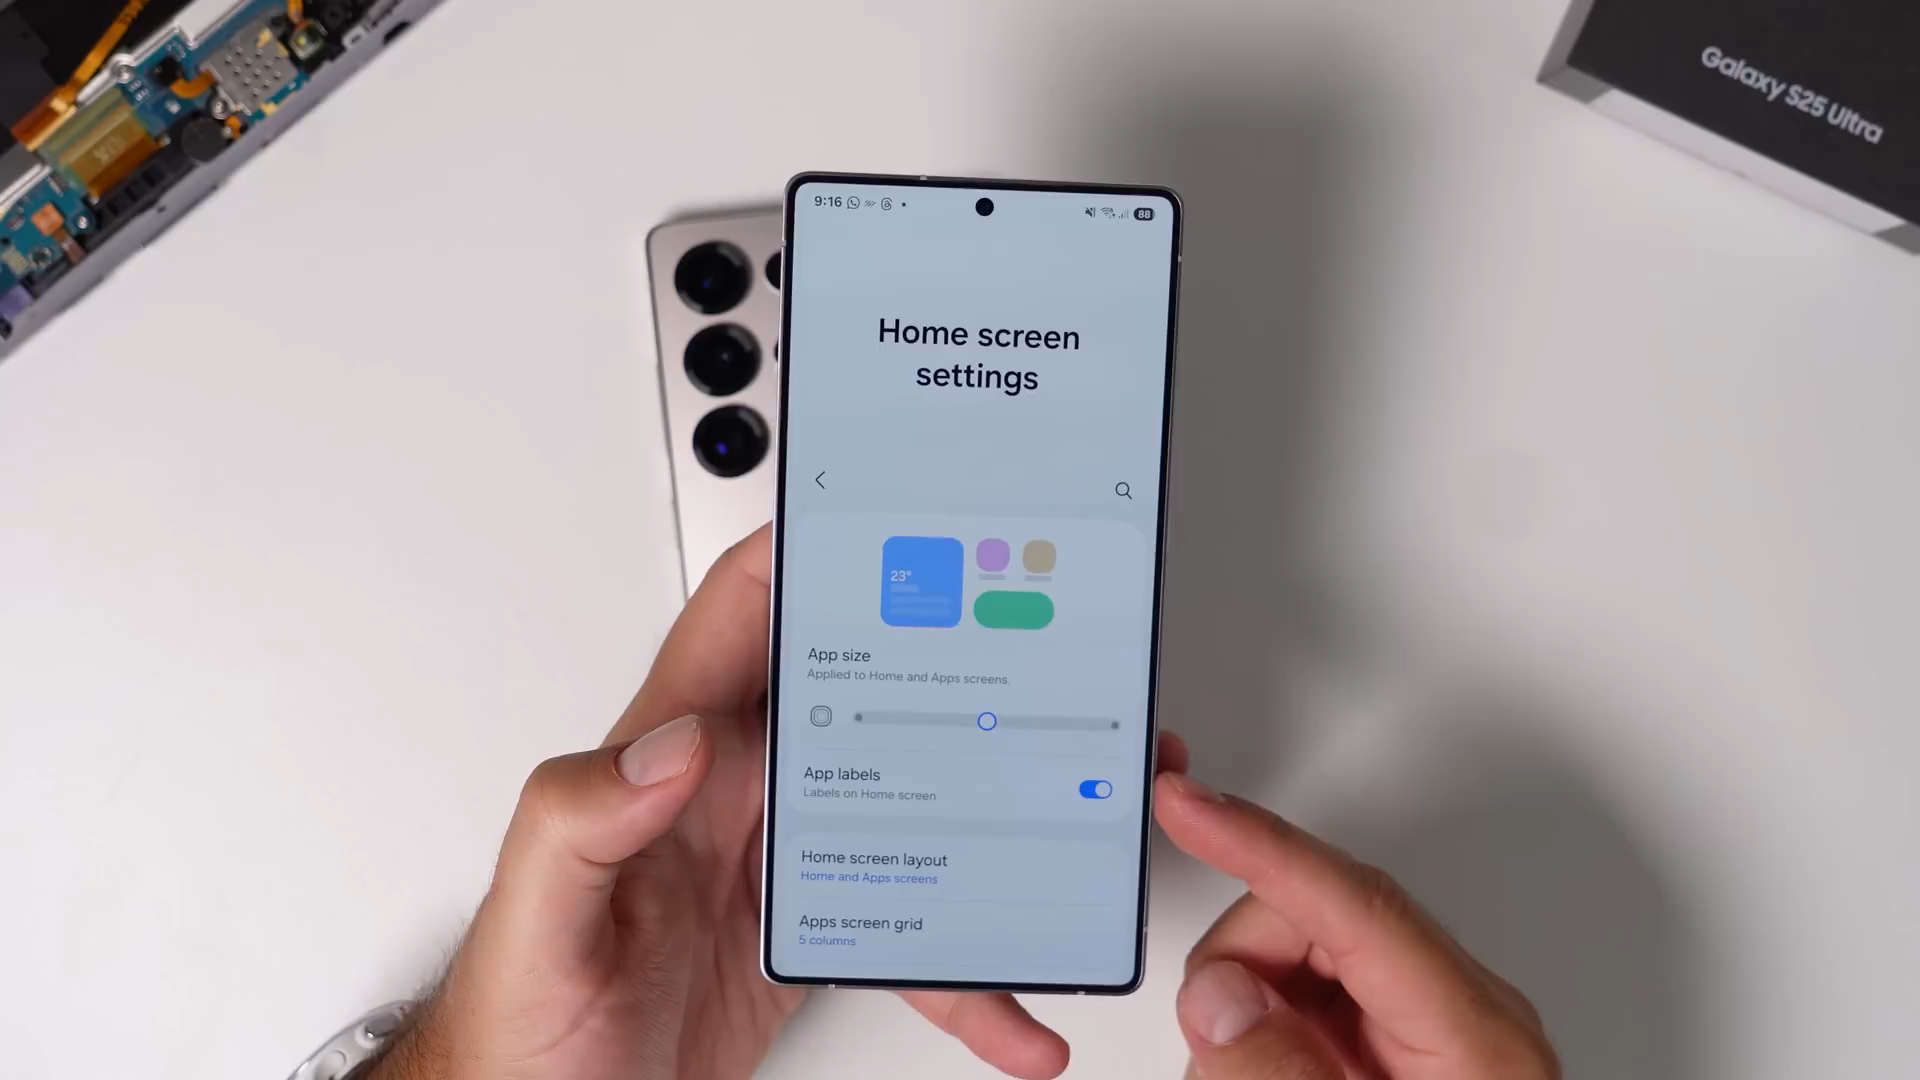 Galaxy S25 Ultra
9:16
88
Home screen
settings
23°
App size
Applied to Home and Apps screens.
App labels
Labels on Home screen
Home screen layout
Home and Apps screens
Apps screen grid
5 columns